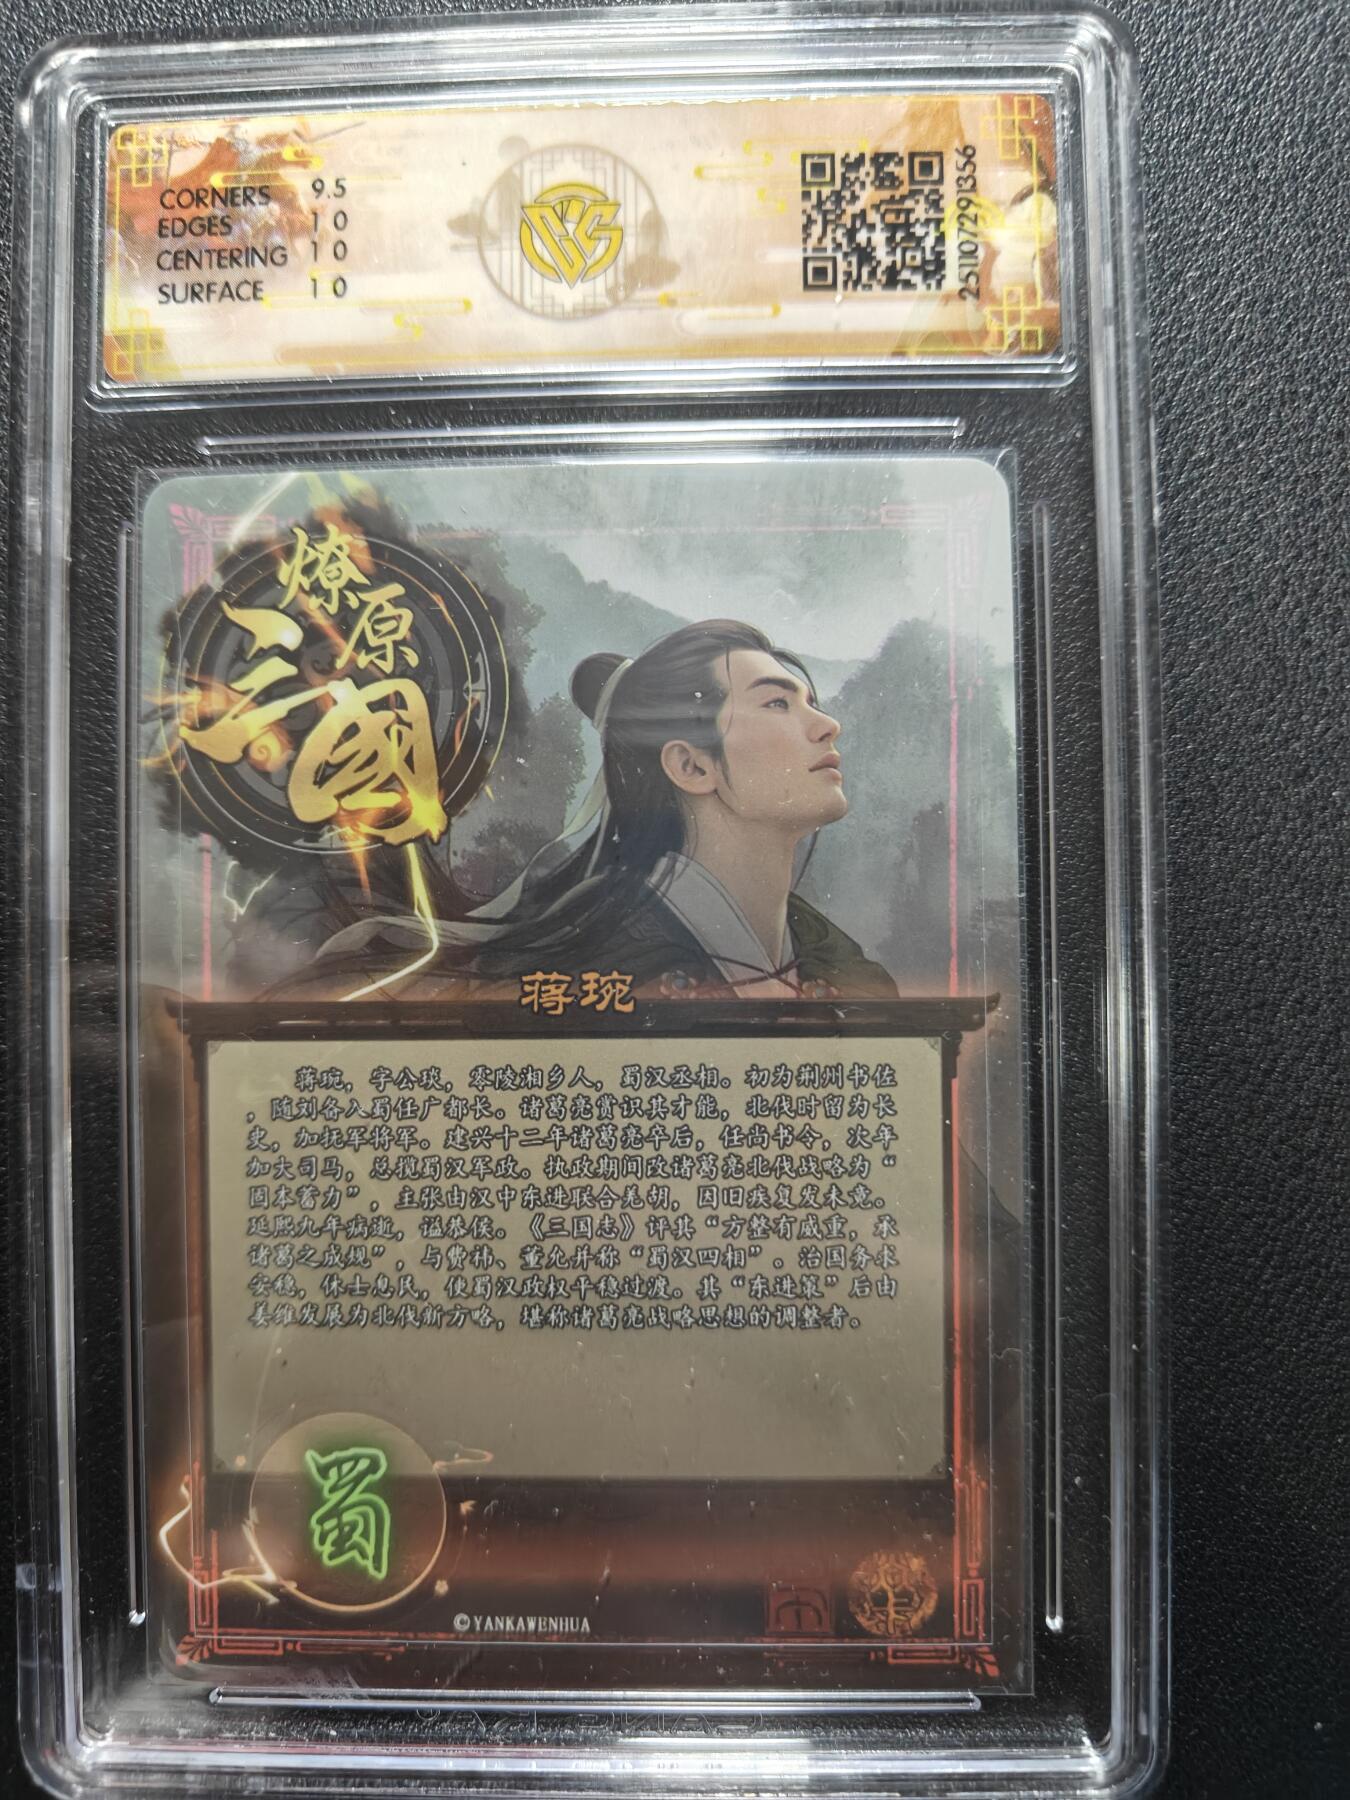 CORNERS 9.5
EDGES 10
CENTERING 10
SURFACE 10
251107291356
燎原
三國
蒋琬
蒋琬，字公琰，零陵湘乡人，蜀汉丞相。初为荆州书佐
，随刘备入蜀任广都长。诸葛亮赏识其才能，北伐时留为长
史，加抚军将军。建兴十二年诸葛亮卒后，任尚书令，次年
加大司马，总揽蜀汉军政。执政期间改诸葛亮北伐战略为“
固本蓄力”，主张由汉中东进联合羌胡，因旧疾复发未竟。
延熙九年病逝，谥恭侯。《三国志》评其“方整有威重，承
诸葛之成规”，与费祎、董允并称“蜀汉四相”。治国务求
安稳，休士息民，使蜀汉政权平稳过渡。其“东进策”后由
姜维发展为北伐新方略，堪称诸葛亮战略思想的调整者。
蜀
©YANKAWENHUA